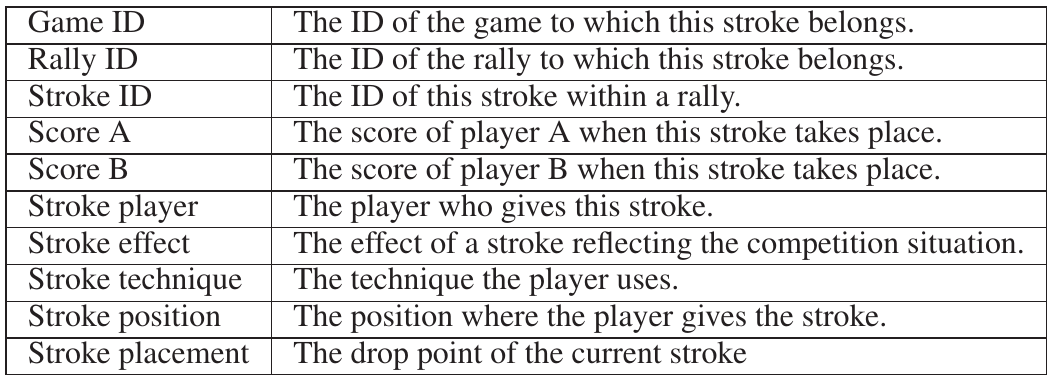 Game ID The ID of the game to which this stroke belongs.
Rally ID The ID of the rally to which this stroke belongs.
Stroke ID The ID of this stroke within a rally.
Score A The score of player A when this stroke takes place.
Score B The score of player B when this stroke takes place.
Stroke player The player who gives this stroke.
Stroke effect The effect of a stroke reflecting the competition situation.
Stroke technique The technique the player uses.
Stroke position The position where the player gives the stroke.
Stroke placement The drop point of the current stroke